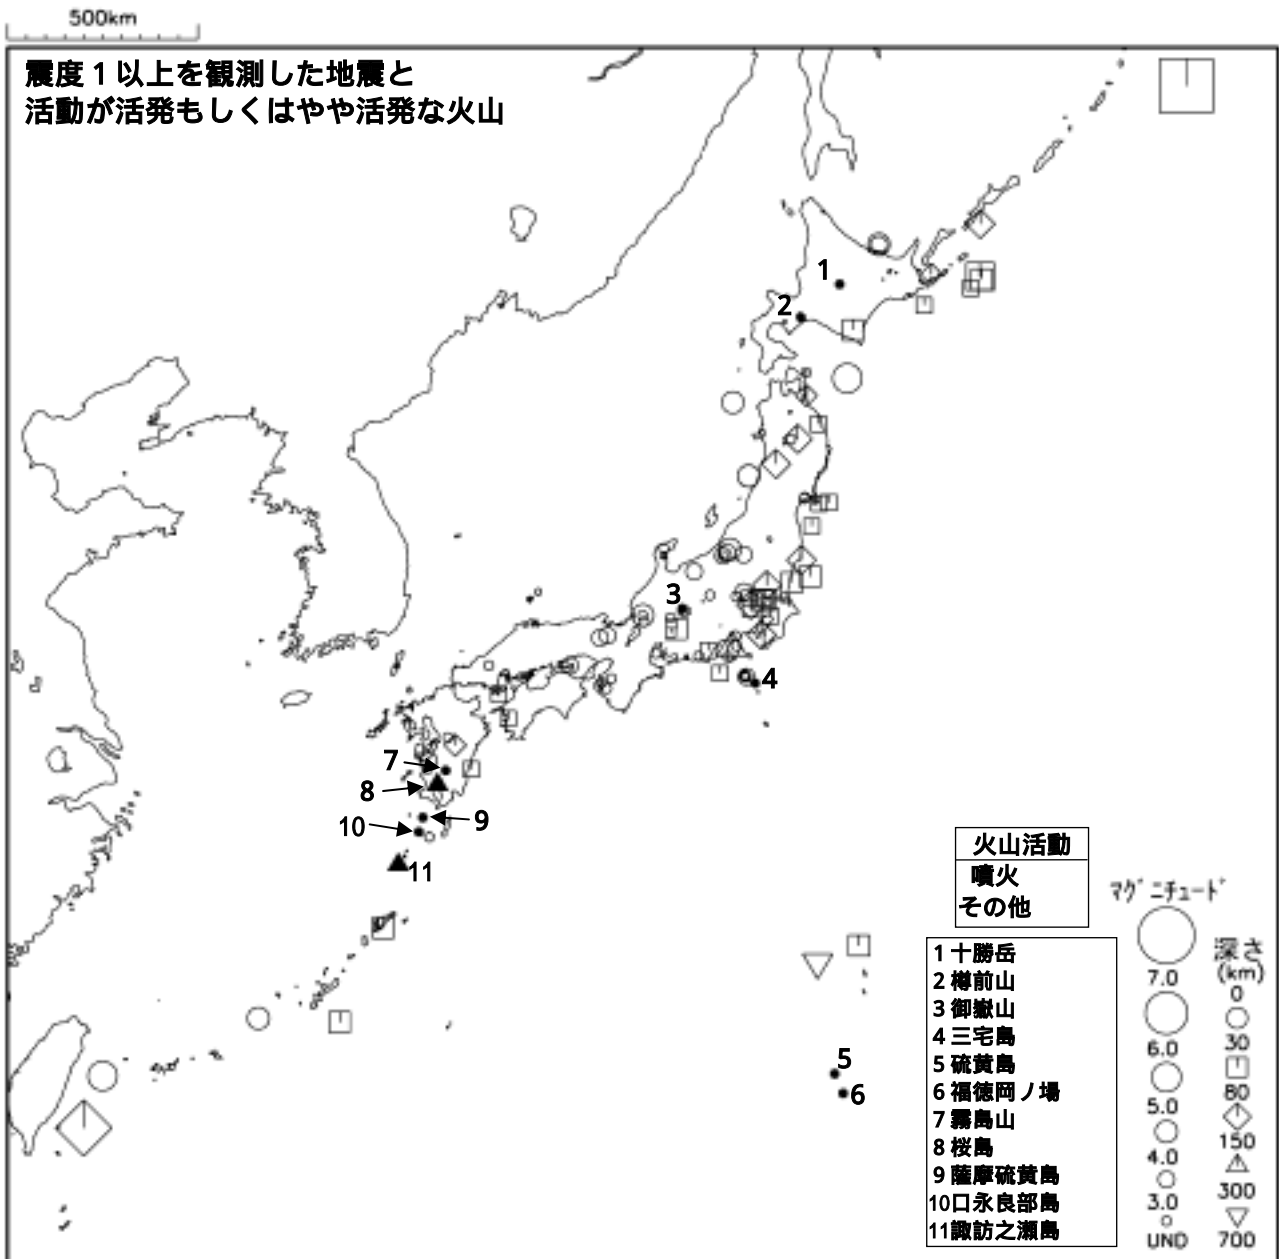 500km
震度１以上を観測した地震と
活動が活発もしくはやや活発な火山
1
2
3
4
7
8
9
10
11
5
6
火山活動
噴火
その他
1 十勝岳
2 樽前山
3 御嶽山
4 三宅島
5 硫黄島
6 福徳岡ノ場
7 霧島山
8 桜島
9 薩摩硫黄島
10口永良部島
11諏訪之瀬島
ﾏｸﾞﾆﾁｭｰﾄﾞ
7.0
6.0
5.0
4.0
3.0
UND
深さ
(km)
0
30
80
150
300
700